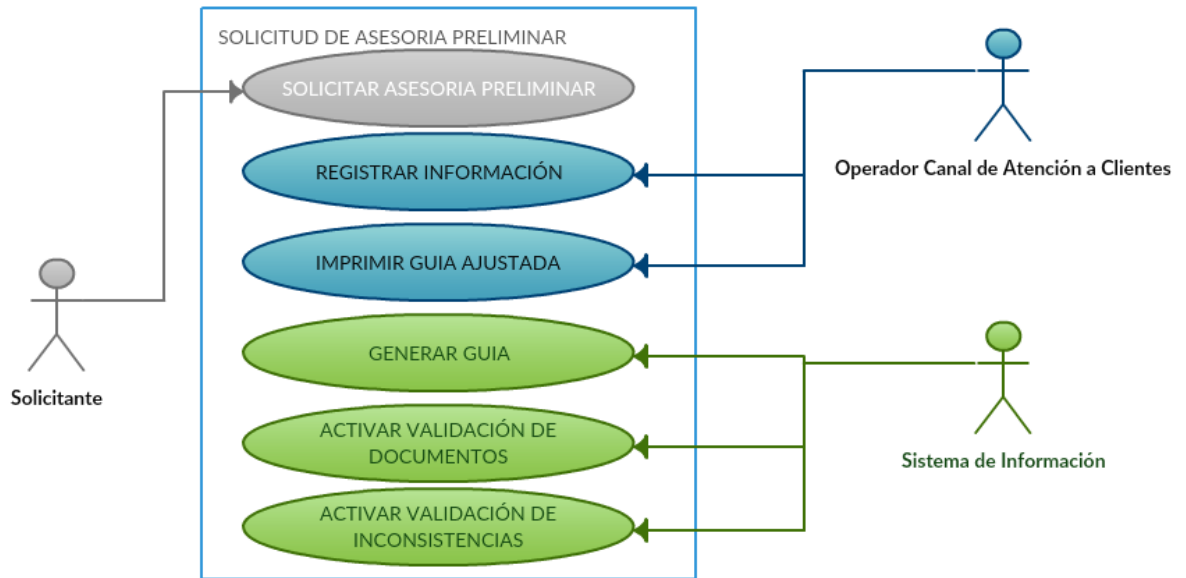 SOLICITUD DE ASESORIA PRELIMINAR
SOLICITAR ASESORIA PRELIMINAR
REGISTRAR INFORMACIÓN
Operador Canal de Atención a Clientes
IMPRIMIR GUIA AJUSTADA
GENERAR GUIA
Solicitante
ACTIVAR VALIDACIÓN DE
DOCUMENTOS
Sistema de Información
ACTIVAR VALIDACIÓN DE
INCONSISTENCIAS